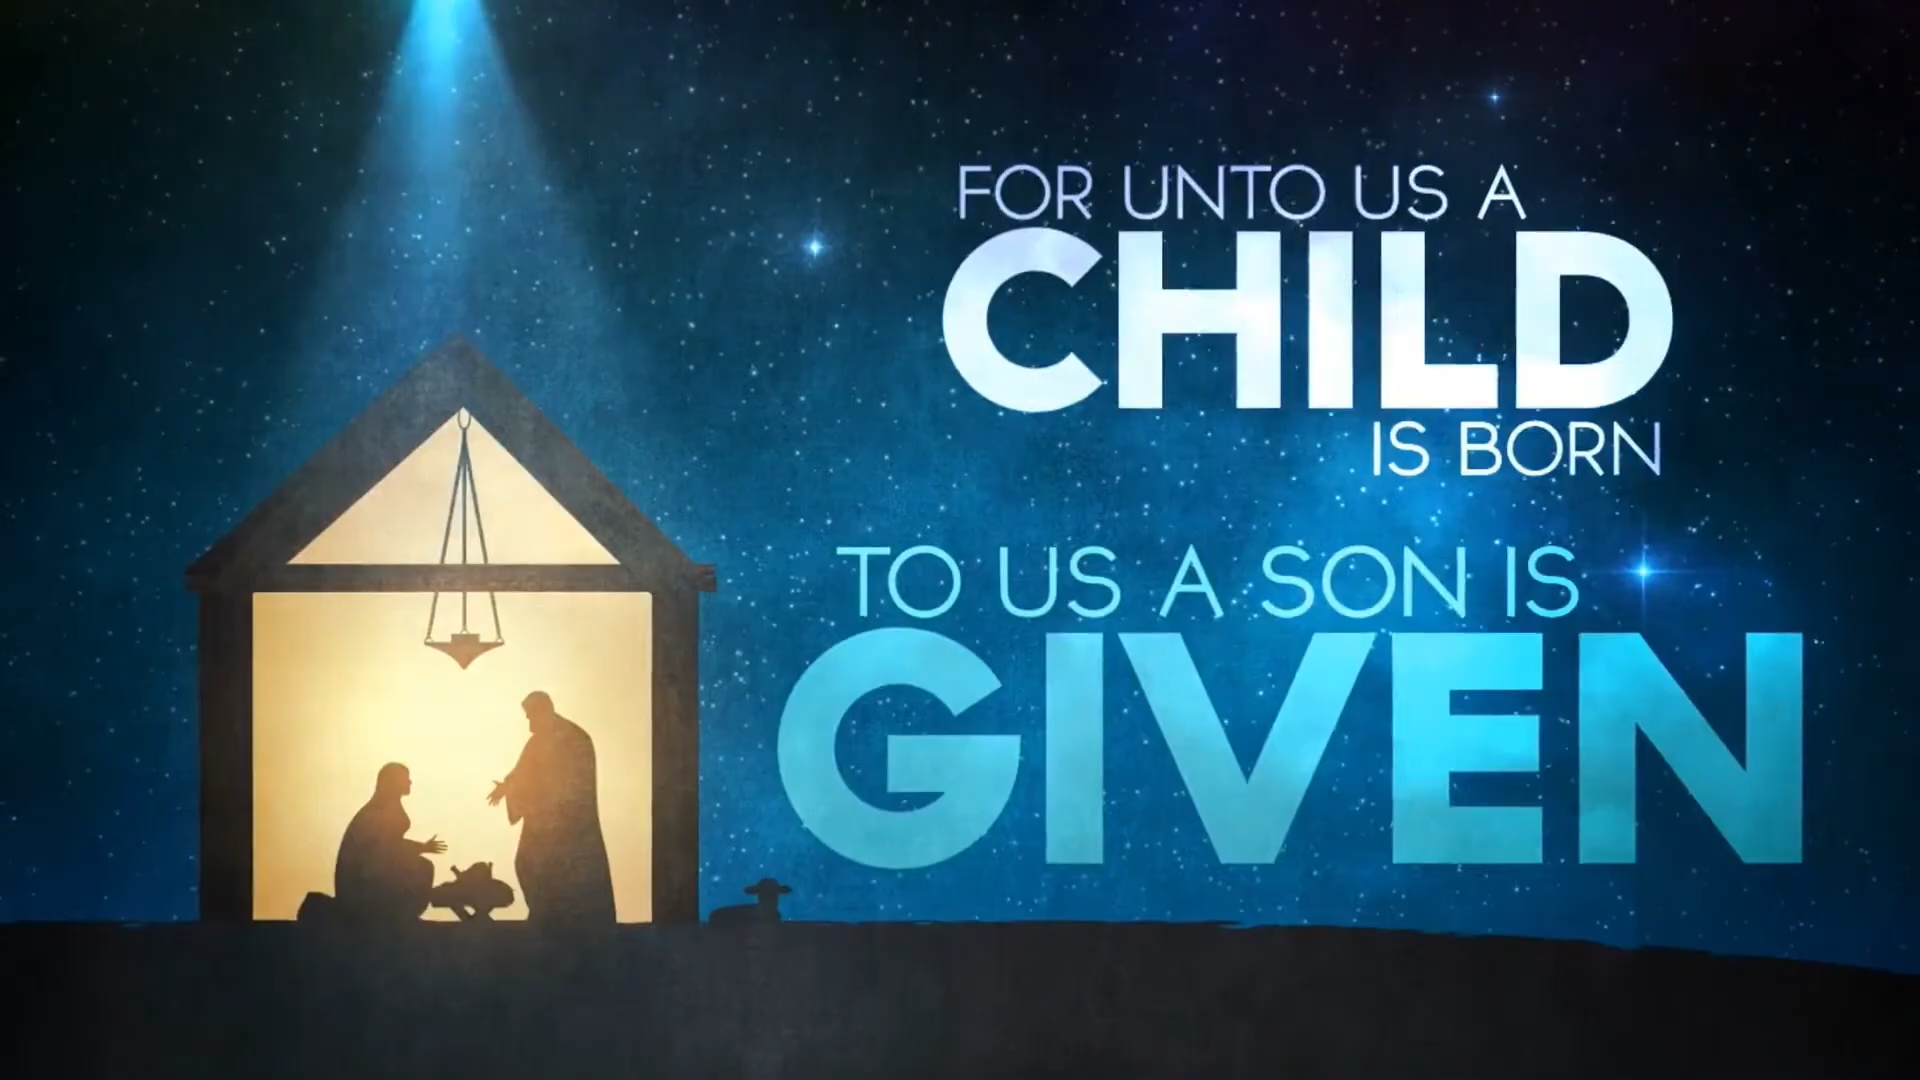 FOR UNTO US A
CHILD
IS BORN
TO US A SON IS
GIVEN